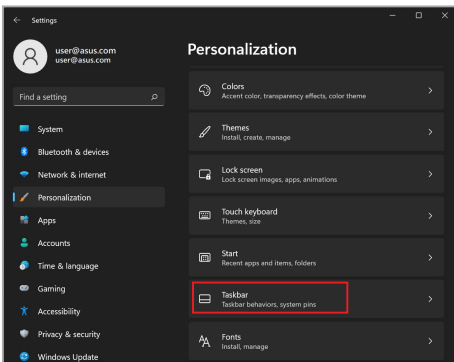 Settings
user@asus.com
user@asus.com
Find a setting
System
Bluetooth & devices
Network & internet
Personalization
Apps
Accounts
Time & language
Gaming
Accessibility
Privacy & security
Windows Update
Personalization
Colors
Accent color, transparency effects, color theme
Themes
Install, create, manage
Lock screen
Lock screen images, apps, animations
Touch keyboard
Themes, size
Start
Recent apps and items, folders
Taskbar
Taskbar behaviors, system pins
Fonts
Install, manage